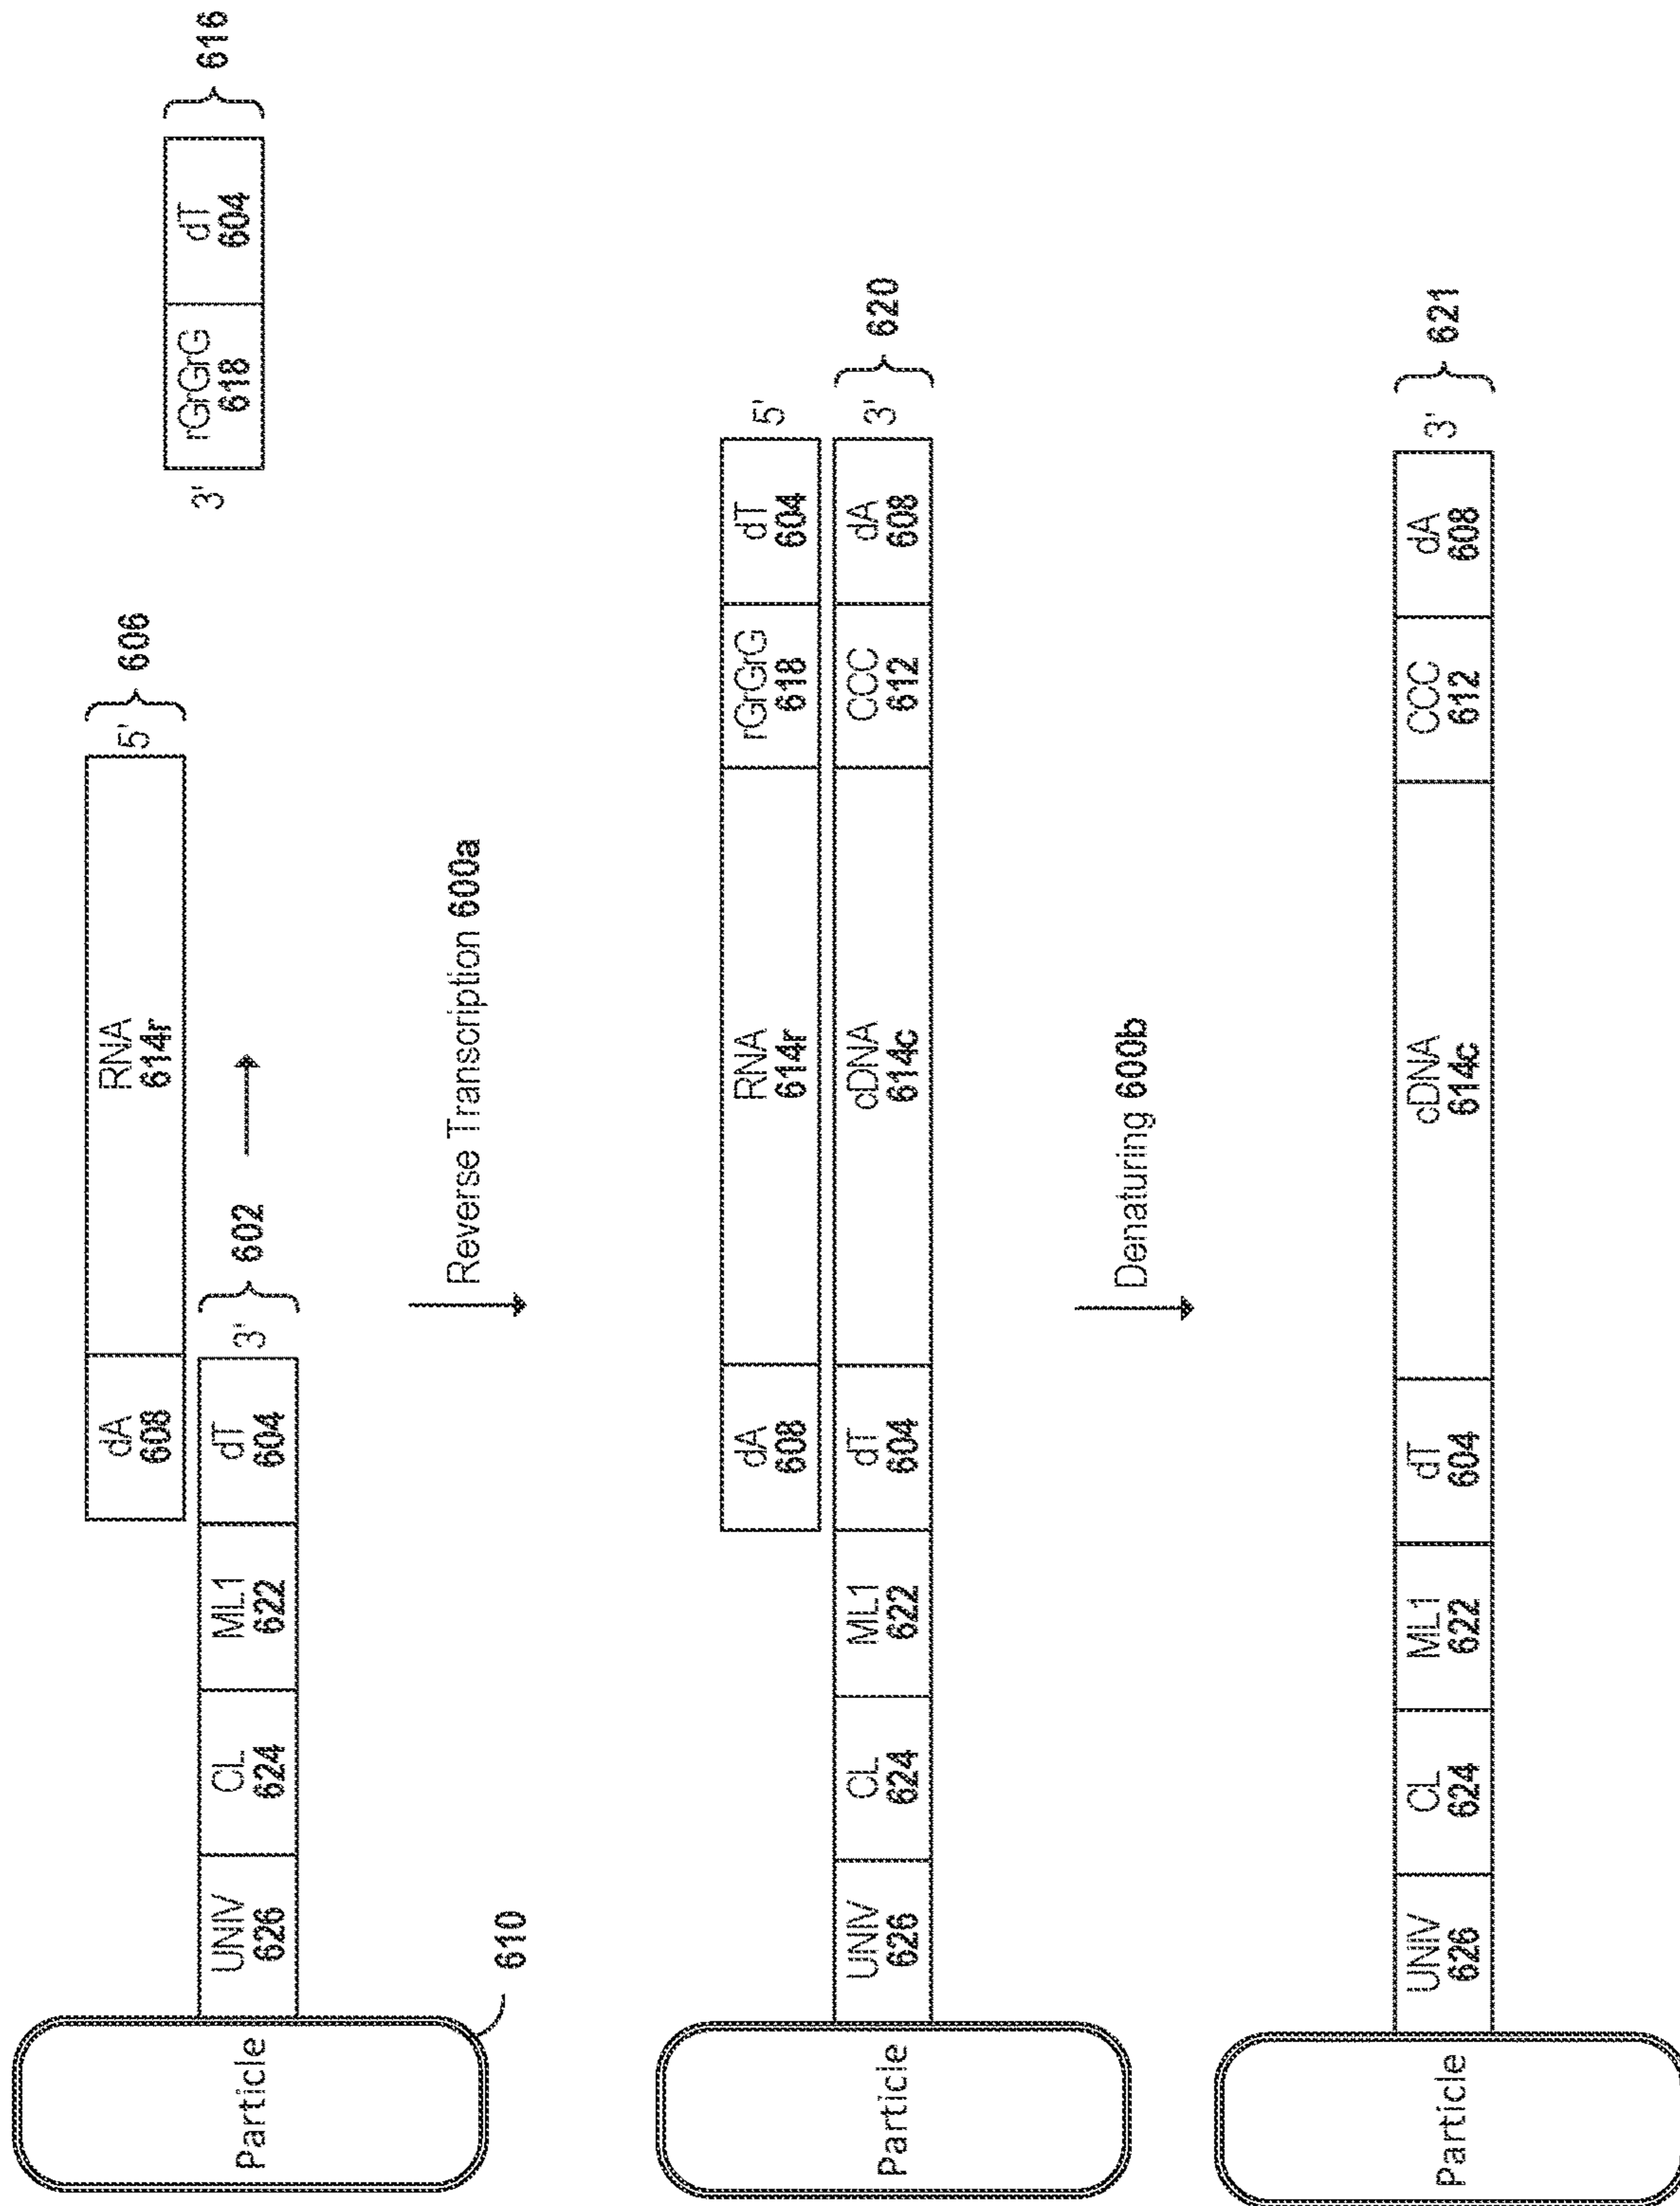 rGrGrG
618
dT
604
616
3'
dA
608
RNA
614r
5'
606
UNIV
626
CL
624
ML1
622
dT
604
3'
602
Particle
610
Reverse Transcription 600a
dA
608
RNA
614r
rGrGrG
618
dT
604
5'
UNIV
626
CL
624
ML1
622
dT
604
cDNA
614c
CCC
612
dA
608
3'
620
Particle
Denaturing 600b
UNIV
626
CL
624
ML1
622
dT
604
cDNA
614c
CCC
612
dA
608
3'
621
Particle